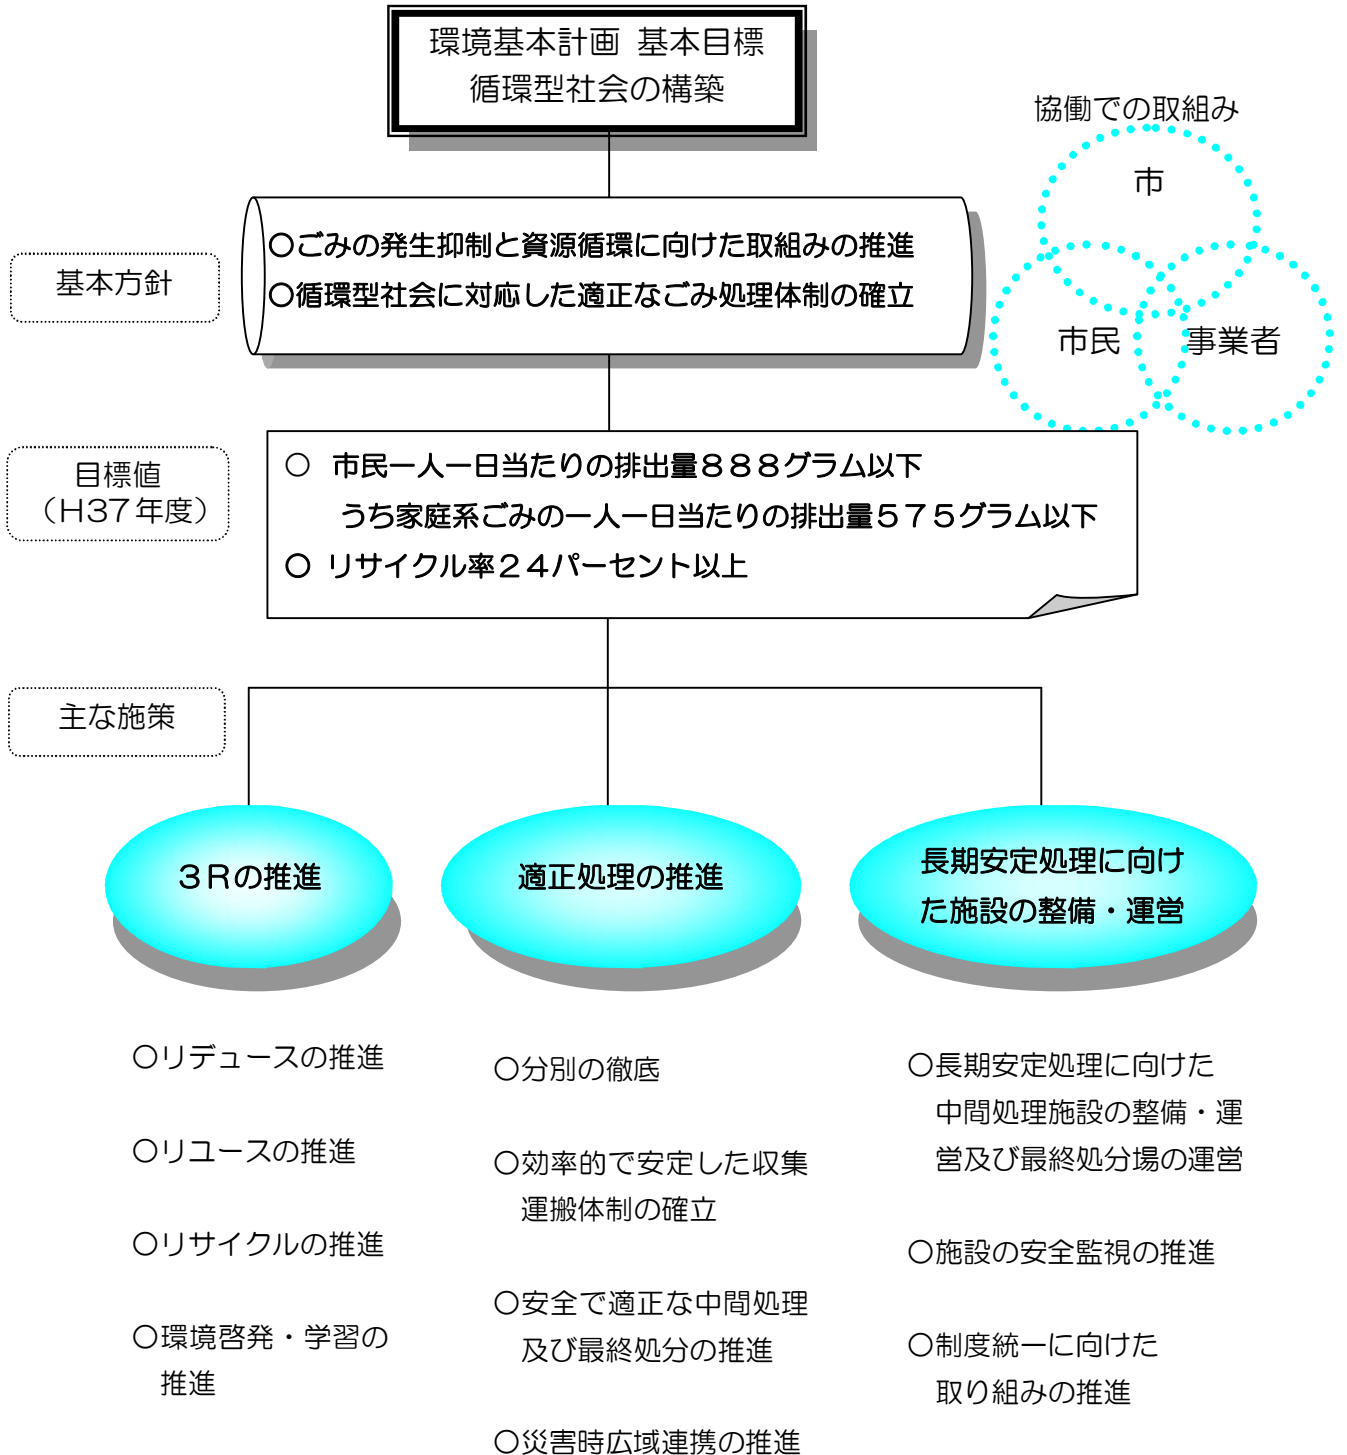 環境基本計画 基本目標
循環型社会の構築
協働での取組み
市
市民
事業者
基本方針
○ごみの発生抑制と資源循環に向けた取組みの推進
○循環型社会に対応した適正なごみ処理体制の確立
目標値
（H37年度）
○ 市民一人一日当たりの排出量８８８グラム以下
うち家庭系ごみの一人一日当たりの排出量５７５グラム以下
○ リサイクル率２４パーセント以上
主な施策
３Ｒの推進
○リデュースの推進
○リユースの推進
○リサイクルの推進
○環境啓発・学習の
推進
適正処理の推進
○分別の徹底
○効率的で安定した収集
運搬体制の確立
○安全で適正な中間処理
及び最終処分の推進
○災害時広域連携の推進
長期安定処理に向け
た施設の整備・運営
○長期安定処理に向けた
中間処理施設の整備・運
営及び最終処分場の運営
○施設の安全監視の推進
○制度統一に向けた
取り組みの推進